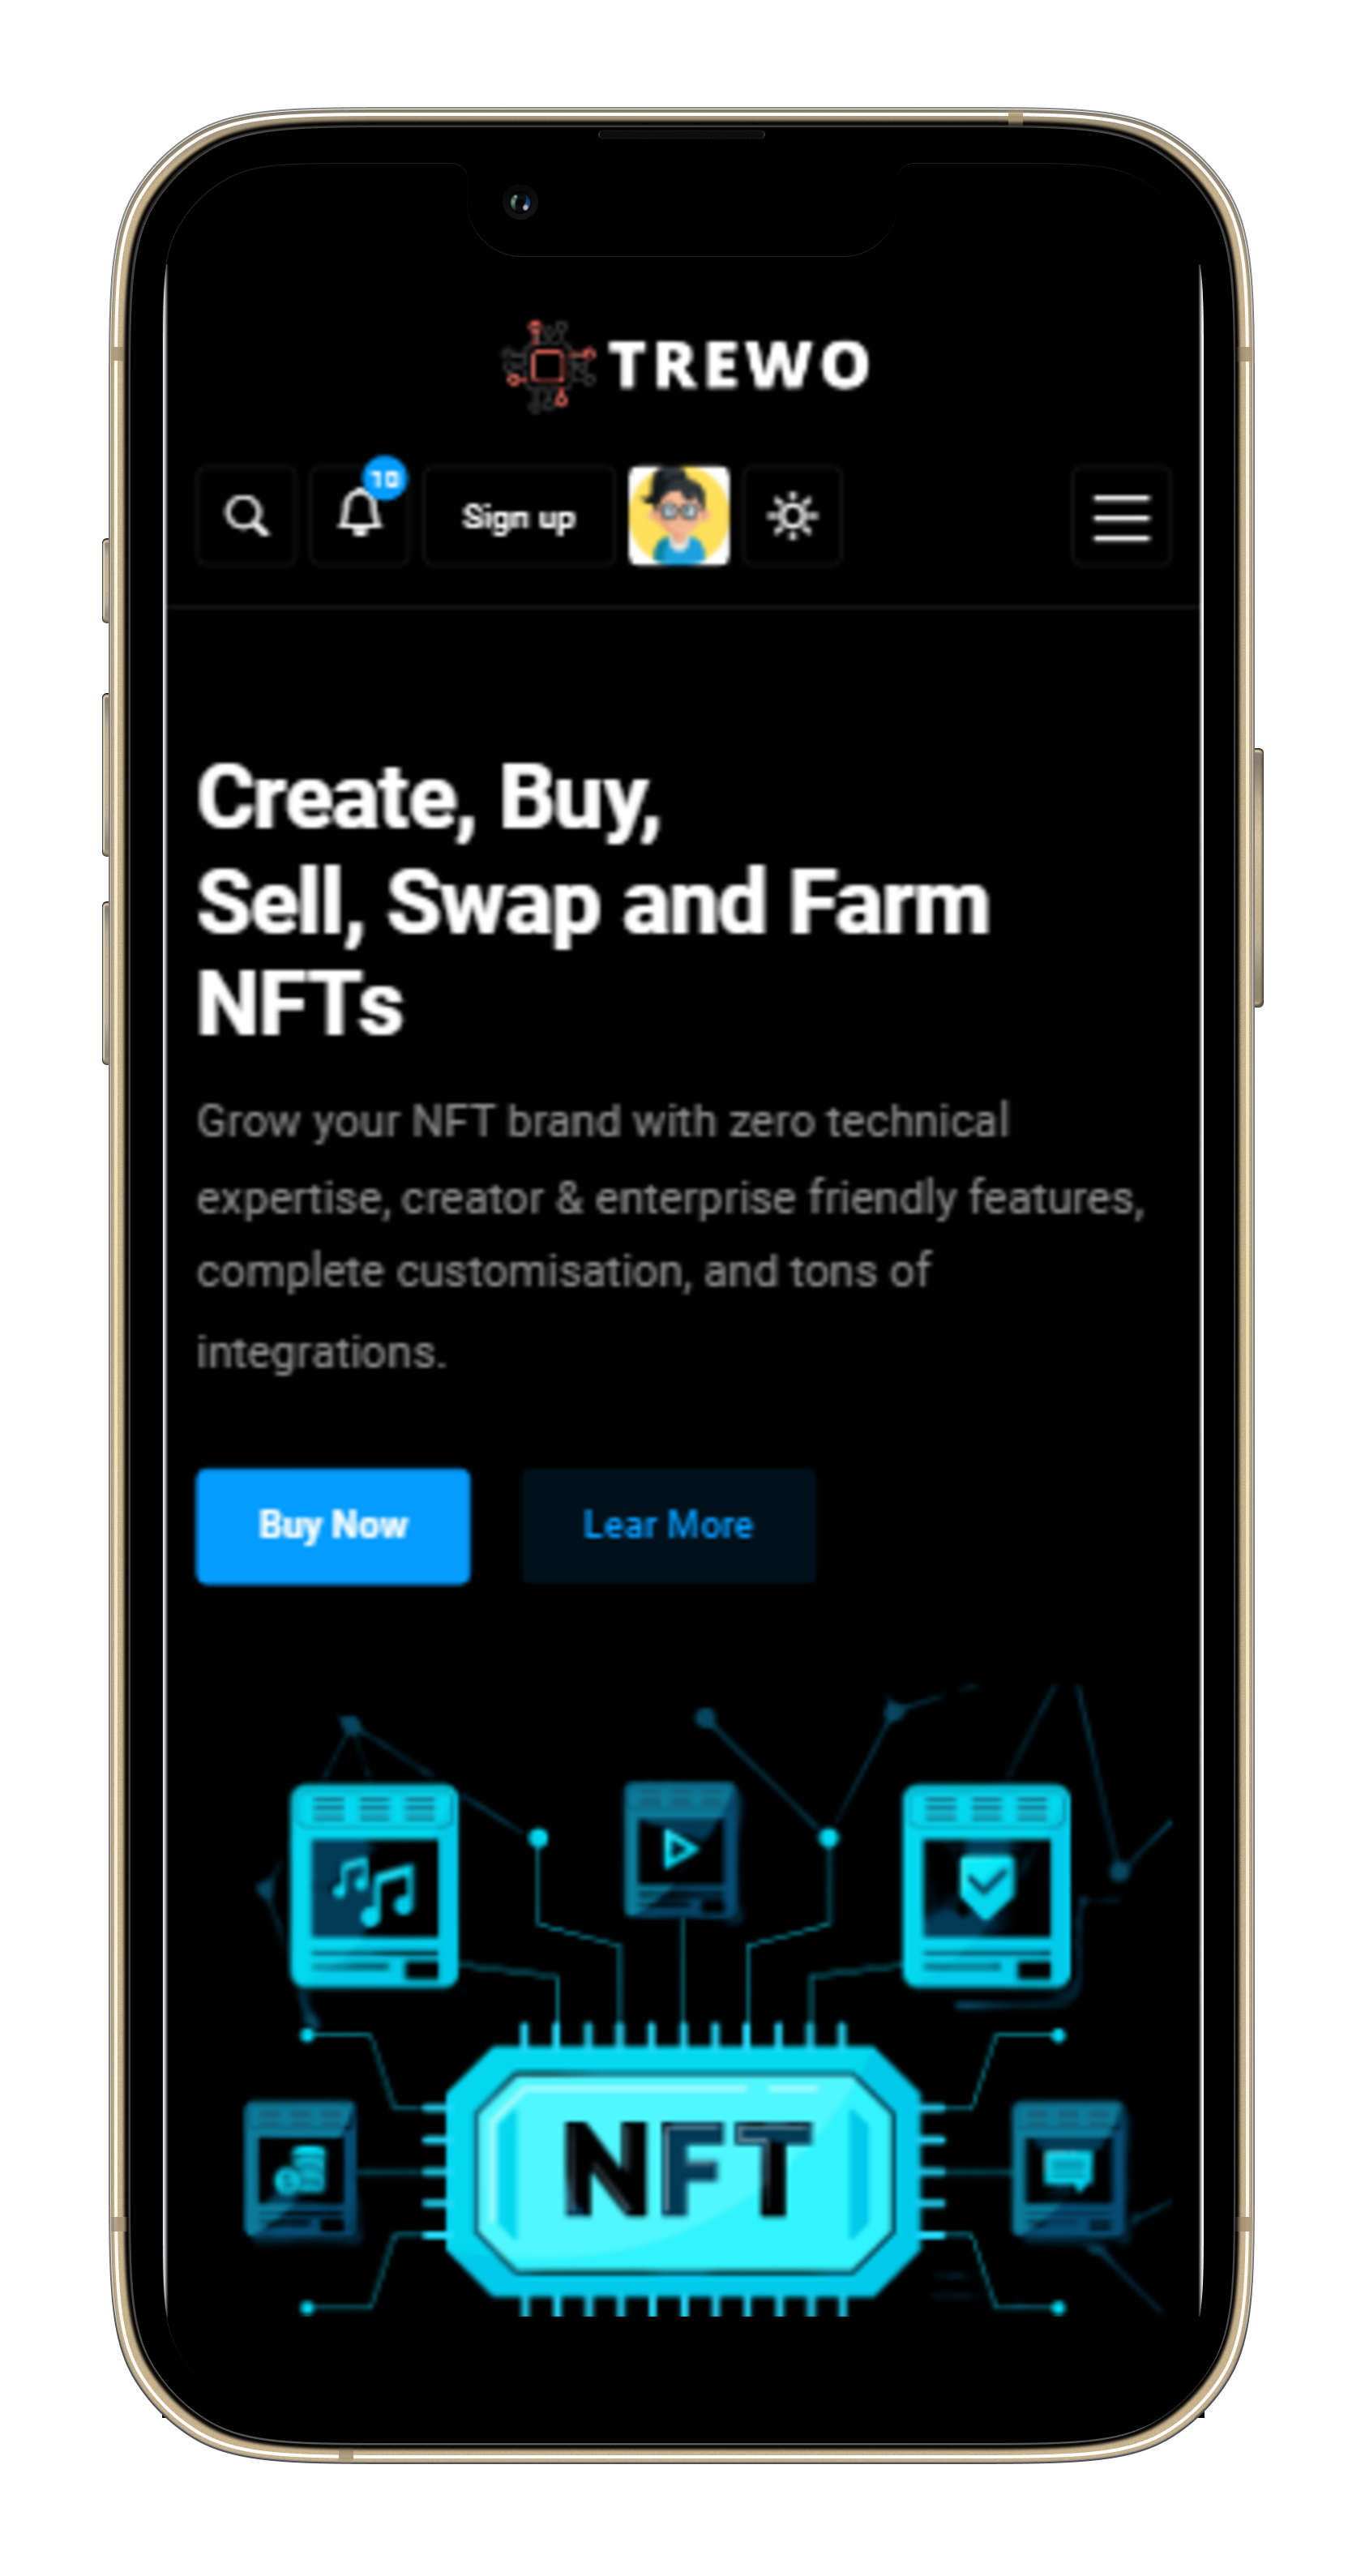 TREWO
10
Sign up
Create, Buy,
Sell, Swap and Farm
NFTs
Grow your NFT brand with zero technical
expertise, creator & enterprise friendly features,
complete customisation, and tons of
integrations.
Buy Now
Lear More
NFT